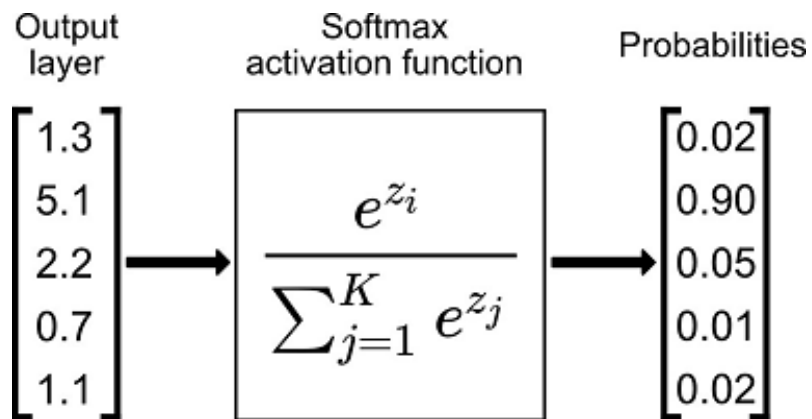 Output
layer
Softmax
activation function
Probabilities
1.3
5.1
2.2
0.7
1.1
e^{z_i}
∑_{j=1}^{K} e^{z_j}
0.02
0.90
0.05
0.01
0.02